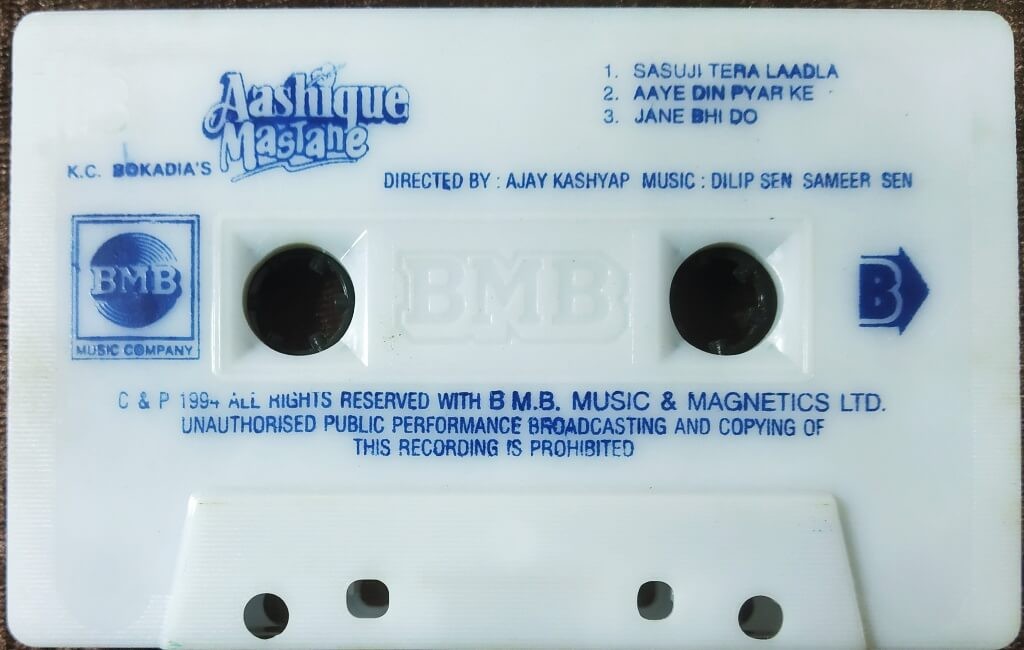 Aashique
Mastane
1. SASUJI TERA LAADLA
2. AAYE DIN PYAR KE
3. JANE BHI DO
K.C. BOKADIA'S
DIRECTED BY : AJAY KASHYAP MUSIC : DILIP SEN SAMEER SEN
BMB
MUSIC COMPANY
BMB
B
C & P 1994 ALL RIGHTS RESERVED WITH B M.B. MUSIC & MAGNETICS LTD.
UNAUTHORISED PUBLIC PERFORMANCE BROADCASTING AND COPYING OF
THIS RECORDING IS PROHIBITED